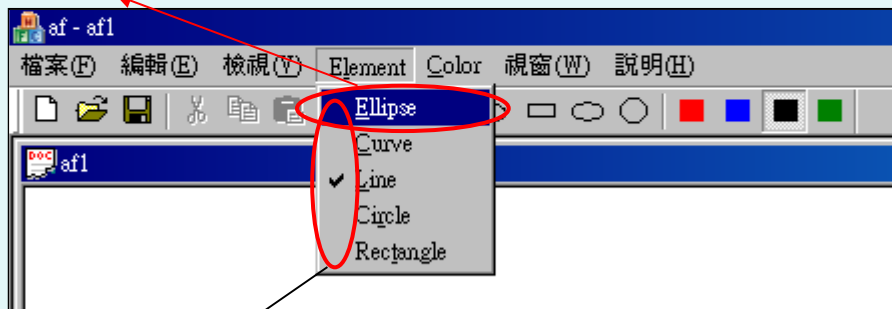 af - af1
檔案(F) 編輯(E) 檢視(V) Element Color 視窗(W) 說明(H)
Ellipse
DOC af1
Curve
Line
Circle
Rectangle